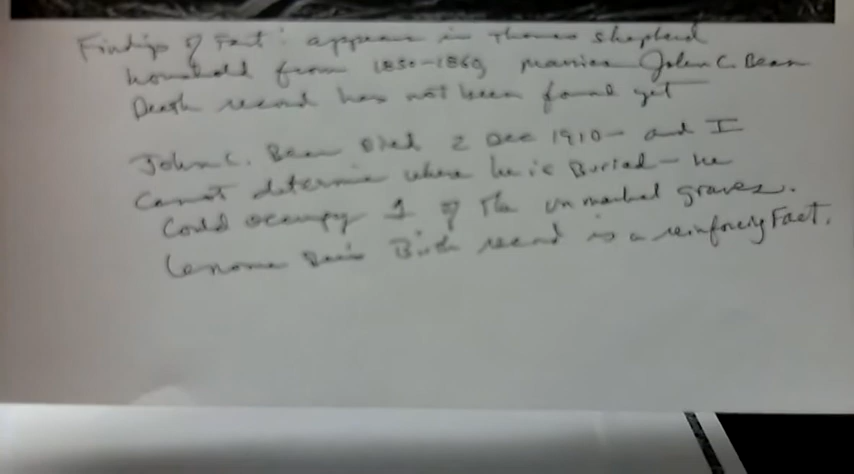 Findings of Fact: appears in Thomas Shepherd
household from 1850-1869 marries John C. Bean
Death record has not been found yet
John C. Bean Died 2 Dec 1910 - and I
Cannot determine where he is Buried - he
Could occupy 1 of the unmarked graves.
Birth record is a reinforcing Fact.